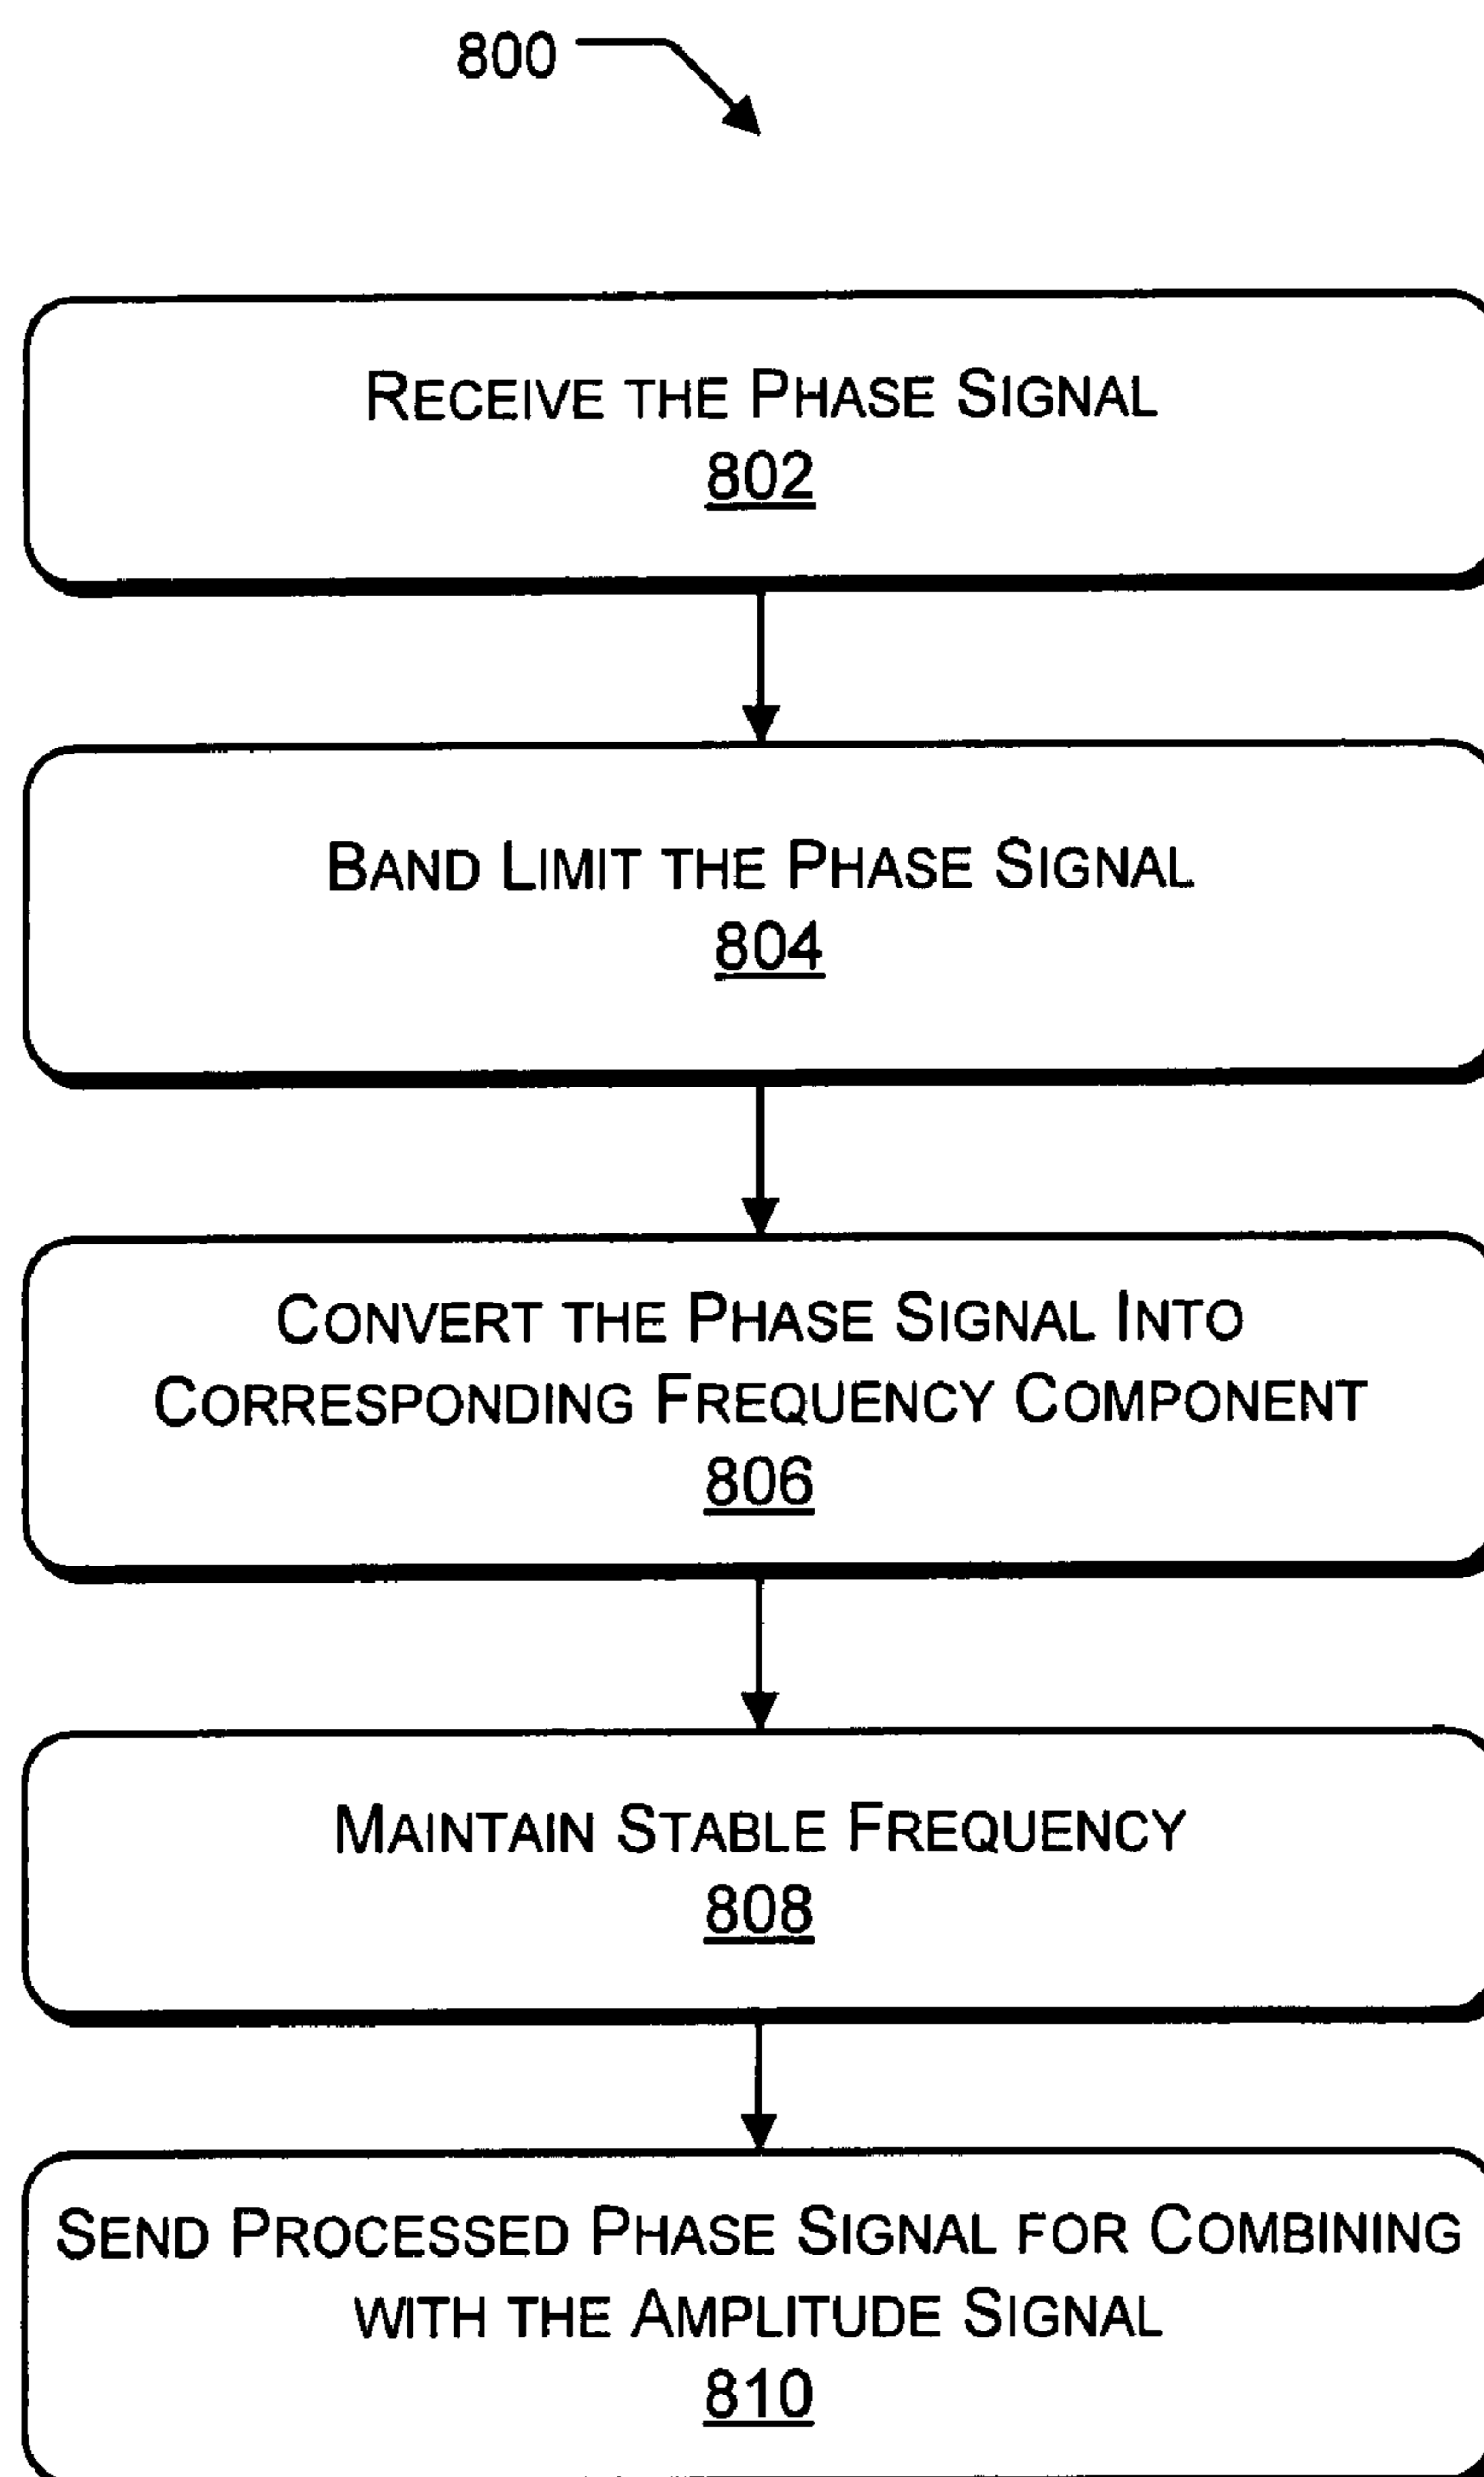 800
RECEIVE THE PHASE SIGNAL
802
BAND LIMIT THE PHASE SIGNAL
804
CONVERT THE PHASE SIGNAL INTO
CORRESPONDING FREQUENCY COMPONENT
806
MAINTAIN STABLE FREQUENCY
808
SEND PROCESSED PHASE SIGNAL FOR COMBINING
WITH THE AMPLITUDE SIGNAL
810